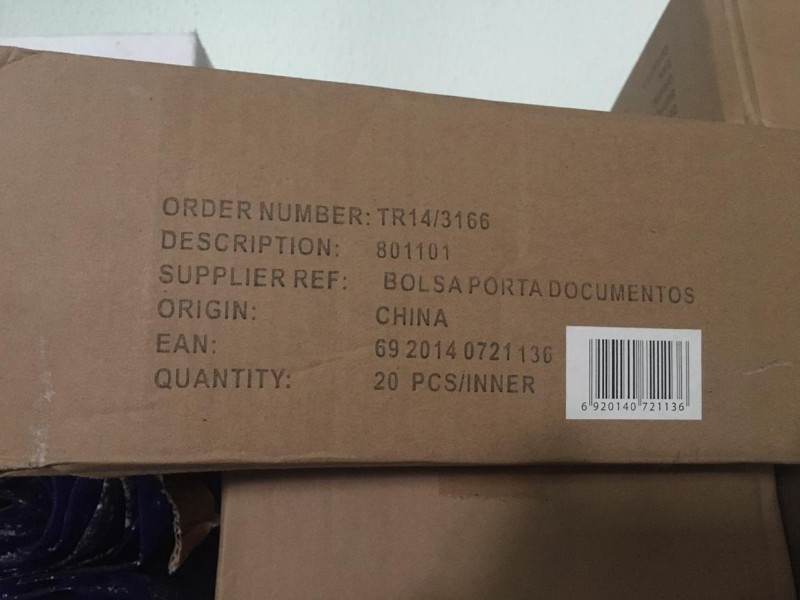 ORDER NUMBER: TR14/3166
DESCRIPTION: 801101
SUPPLIER REF: BOLSA PORTA DOCUMENTOS
ORIGIN: CHINA
EAN: 69 2014 0721136
QUANTITY: 20 PCS/INNER
6 920140 721136